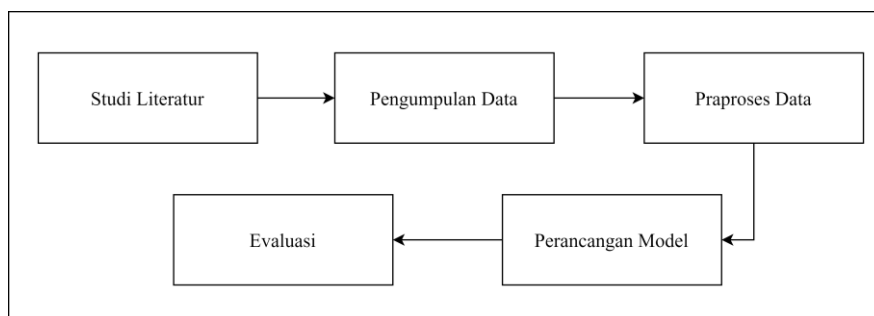 Studi Literatur
Pengumpulan Data
Praproses Data
Perancangan Model
Evaluasi